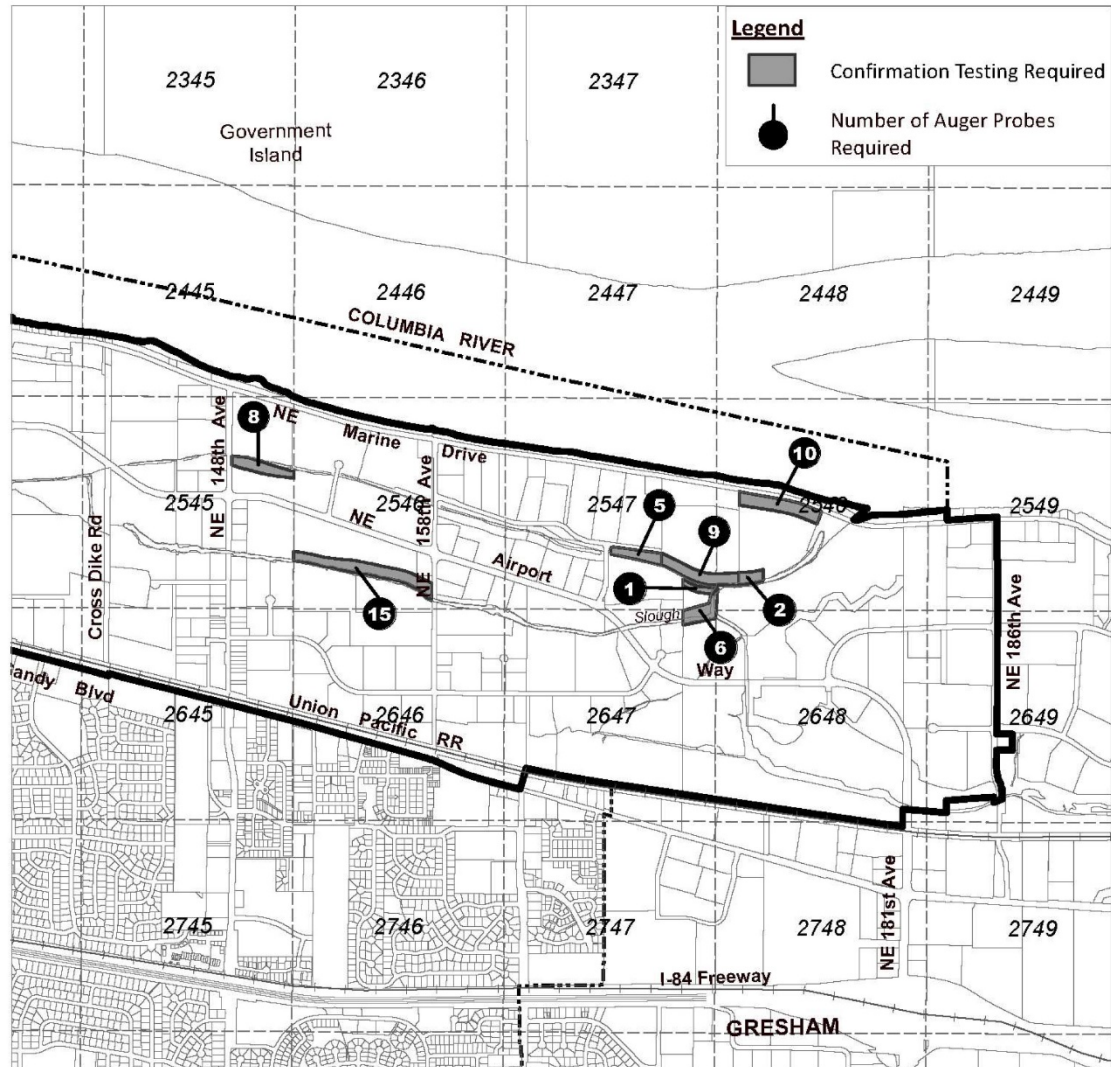 Legend
Confirmation Testing Required
Number of Auger Probes
Required
2345
2346
2347
Government
Island
2445
2446
2447
2448
2449
COLUMBIA RIVER
8
NE Marine Drive
NE 148th Ave
NE 158th Ave
10
2545
2546
2547
2549
5
9
NE Airport Way
1
2
15
Slough
6
Cross Dike Rd
NE 186th Ave
Blvd
Union Pacific RR
2645
2646
2647
2648
2649
2745
2746
2747
2748
2749
NE 181st Ave
I-84 Freeway
GRESHAM